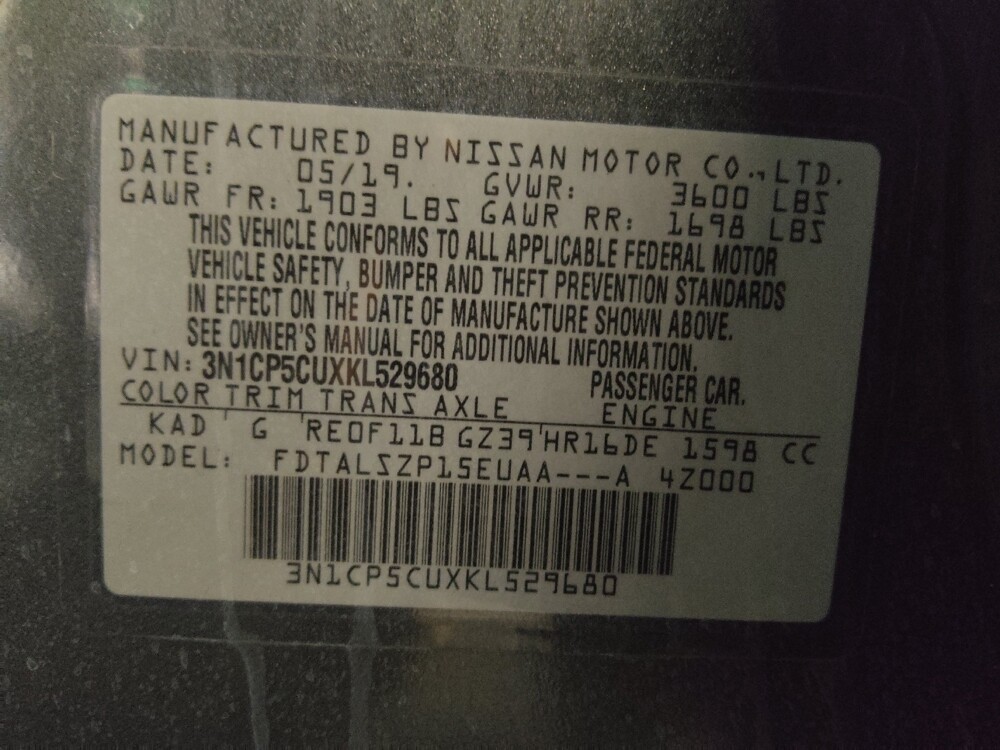 MANUFACTURED BY NISSAN MOTOR CO.,LTD.
DATE: 05/19. GVWR: 3600 LBS
GAWR FR: 1903 LBS GAWR RR: 1698 LBS
THIS VEHICLE CONFORMS TO ALL APPLICABLE FEDERAL MOTOR
VEHICLE SAFETY, BUMPER AND THEFT PREVENTION STANDARDS
IN EFFECT ON THE DATE OF MANUFACTURE SHOWN ABOVE.
SEE OWNER'S MANUAL FOR ADDITIONAL INFORMATION.
VIN: 3N1CP5CUXKL529680 PASSENGER CAR.
COLOR TRIM TRANS AXLE ENGINE
KAD G RE0F11B GZ39 HR16DE 1598 CC
MODEL: FDTALSZP15EUAA---A 4Z000
3N1CP5CUXKL529680